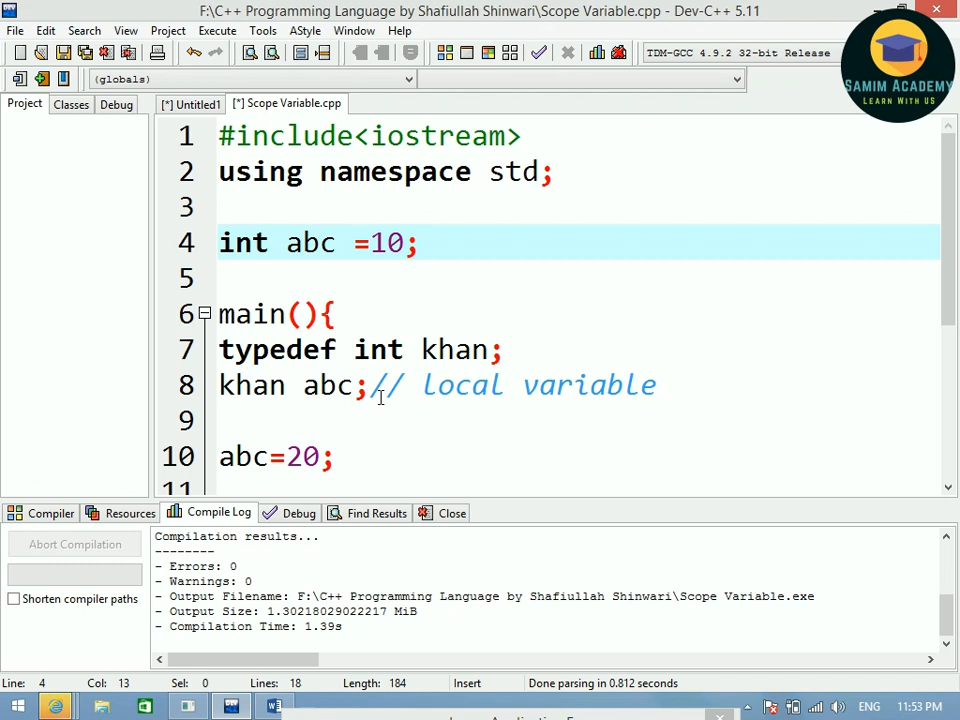 F:\C++ Programming Language by Shafiullah Shinwari\Scope Variable.cpp - Dev-C++ 5.11
File Edit Search View Project Execute Tools AStyle Window Help
TDM-GCC 4.9.2 32-bit Release
(globals)
SAMIM ACADEMY
LEARN WITH US
Project Classes Debug
[*] Untitled1 [*] Scope Variable.cpp
1 #include<iostream>
2 using namespace std;
3
4 int abc =10;
5
6 main(){
7 typedef int khan;
8 khan abc;// local variable
9
10 abc=20;
11
Compiler Resources Compile Log Debug Find Results Close
Abort Compilation
Shorten compiler paths
Compilation results...
--------
- Errors: 0
- Warnings: 0
- Output Filename: F:\C++ Programming Language by Shafiullah Shinwari\Scope Variable.exe
- Output Size: 1.30218029022217 MiB
- Compilation Time: 1.39s
Line: 4 Col: 13 Sel: 0 Lines: 18 Length: 184 Insert Done parsing in 0.812 seconds
ENG 11:53 PM